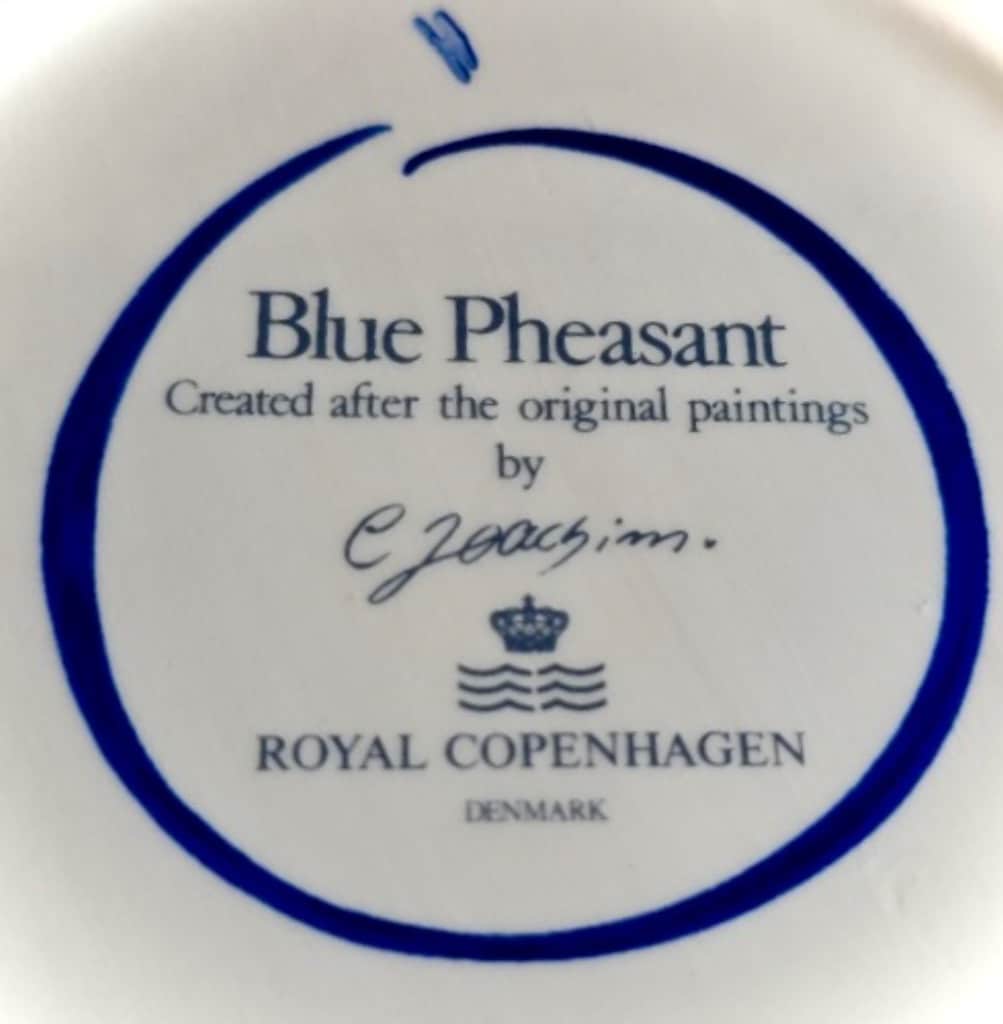 Blue Pheasant
Created after the original paintings
by
C Joachim.
ROYAL COPENHAGEN
DENMARK